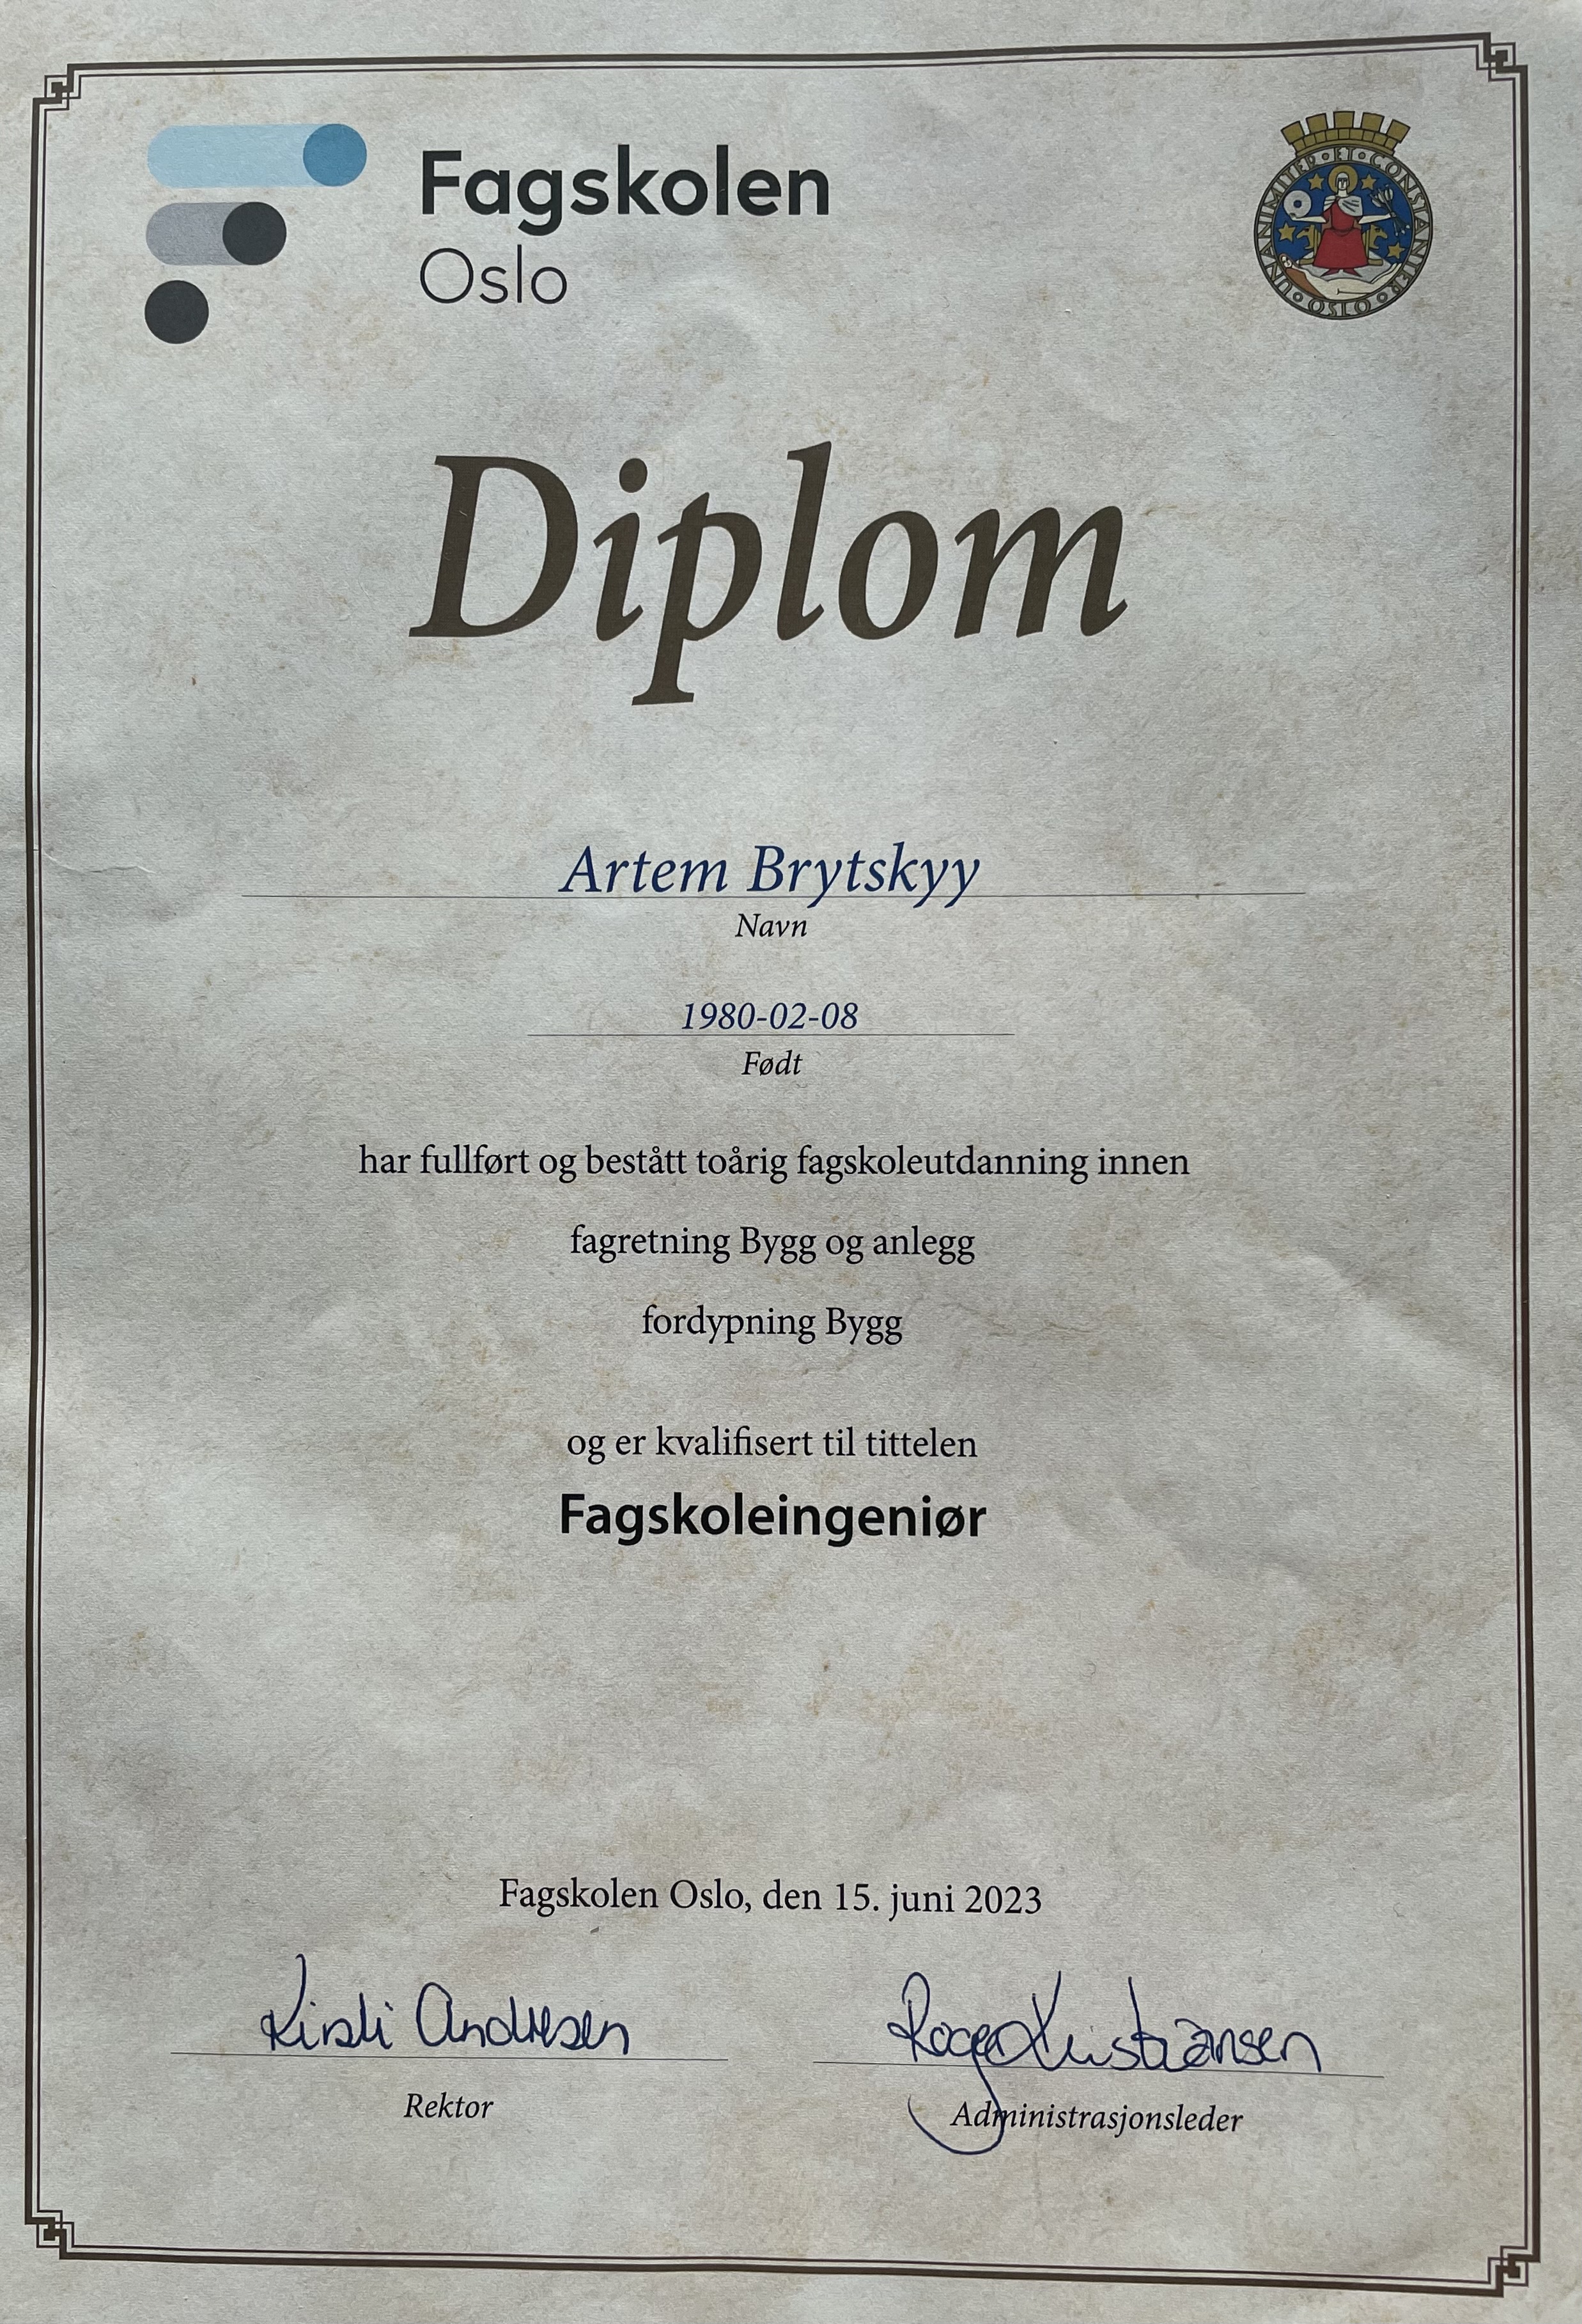 Fagskolen
Oslo
UNANIMITER · ET · CONSTANTER · OSLO ·
Diplom
Artem Brytskyy
Navn
1980-02-08
Født
har fullført og bestått toårig fagskoleutdanning innen
fagretning Bygg og anlegg
fordypning Bygg
og er kvalifisert til tittelen
Fagskoleingeniør
Fagskolen Oslo, den 15. juni 2023
Kirsti Andresen
Roger Kristiansen
Rektor
Administrasjonsleder